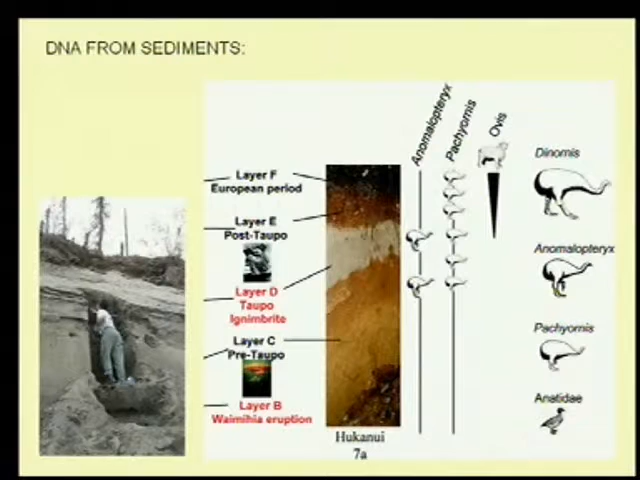 DNA FROM SEDIMENTS:
Anomalopteryx
Pachyornis
Ovis
Layer F
European period
Layer E
Post-Taupo
Layer D
Taupo
Ignimbrite
Layer C
Pre-Taupo
Layer B
Waimihia eruption
Hukanui
7a
Dinornis
Anomalopteryx
Pachyornis
Anatidae